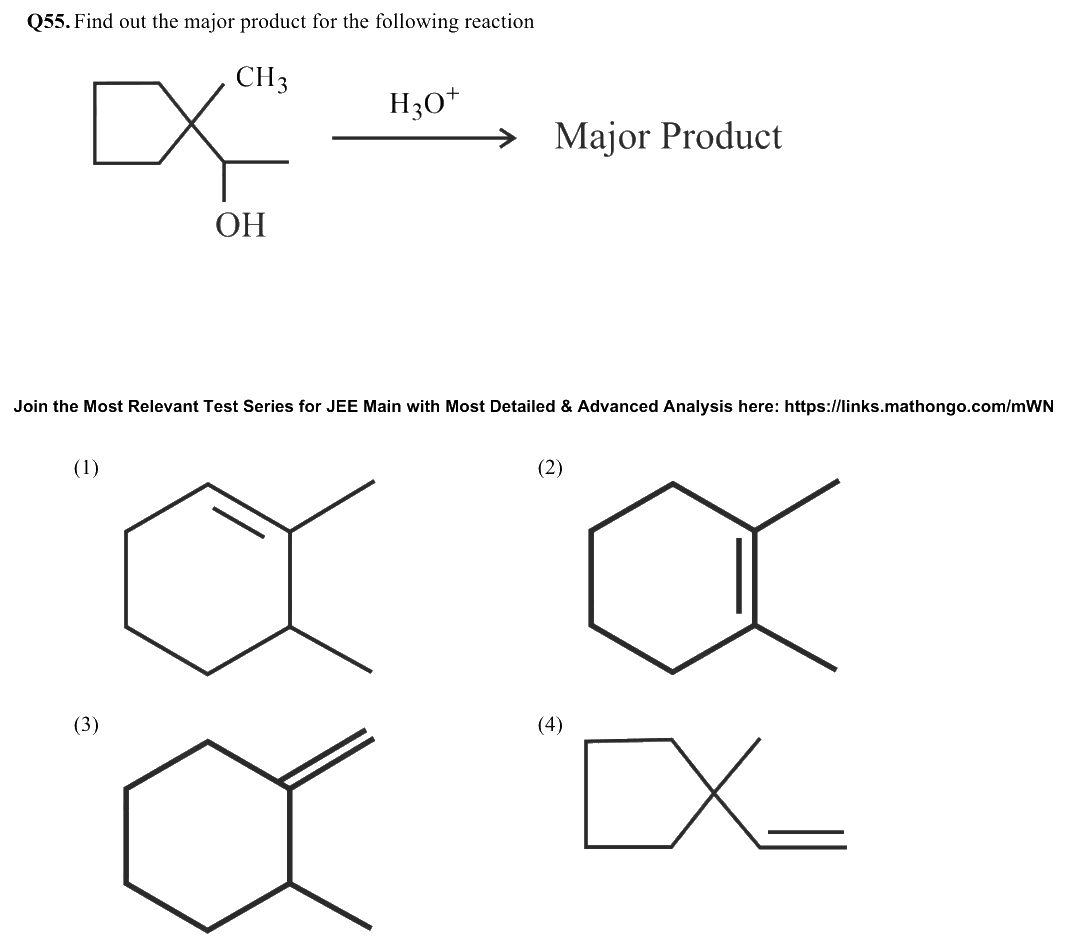 Q55. Find out the major product for the following reaction
CH3
H3O+
Major Product
OH
Join the Most Relevant Test Series for JEE Main with Most Detailed & Advanced Analysis here: https://links.mathongo.com/mWN
(1)
(2)
(3)
(4)